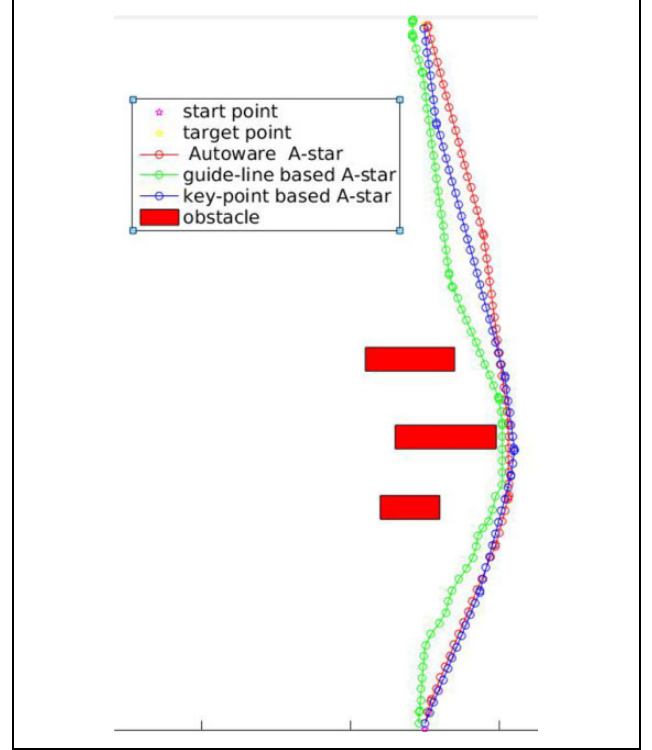 start point
target point
Autoware A-star
guide-line based A-star
key-point based A-star
obstacle